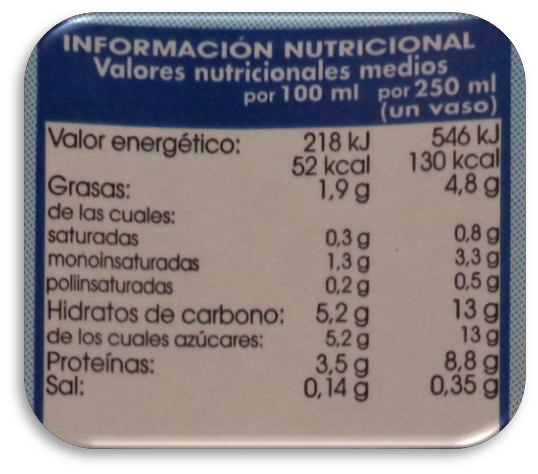 INFORMACIÓN NUTRICIONAL
Valores nutricionales medios
por 100 ml por 250 ml
(un vaso)
Valor energético: 218 kJ 546 kJ
52 kcal 130 kcal
Grasas: 1,9 g 4,8 g
de las cuales:
saturadas 0,3 g 0,8 g
monoinsaturadas 1,3 g 3,3 g
poliinsaturadas 0,2 g 0,5 g
Hidratos de carbono: 5,2 g 13 g
de los cuales azúcares: 5,2 g 13 g
Proteínas: 3,5 g 8,8 g
Sal: 0,14 g 0,35 g